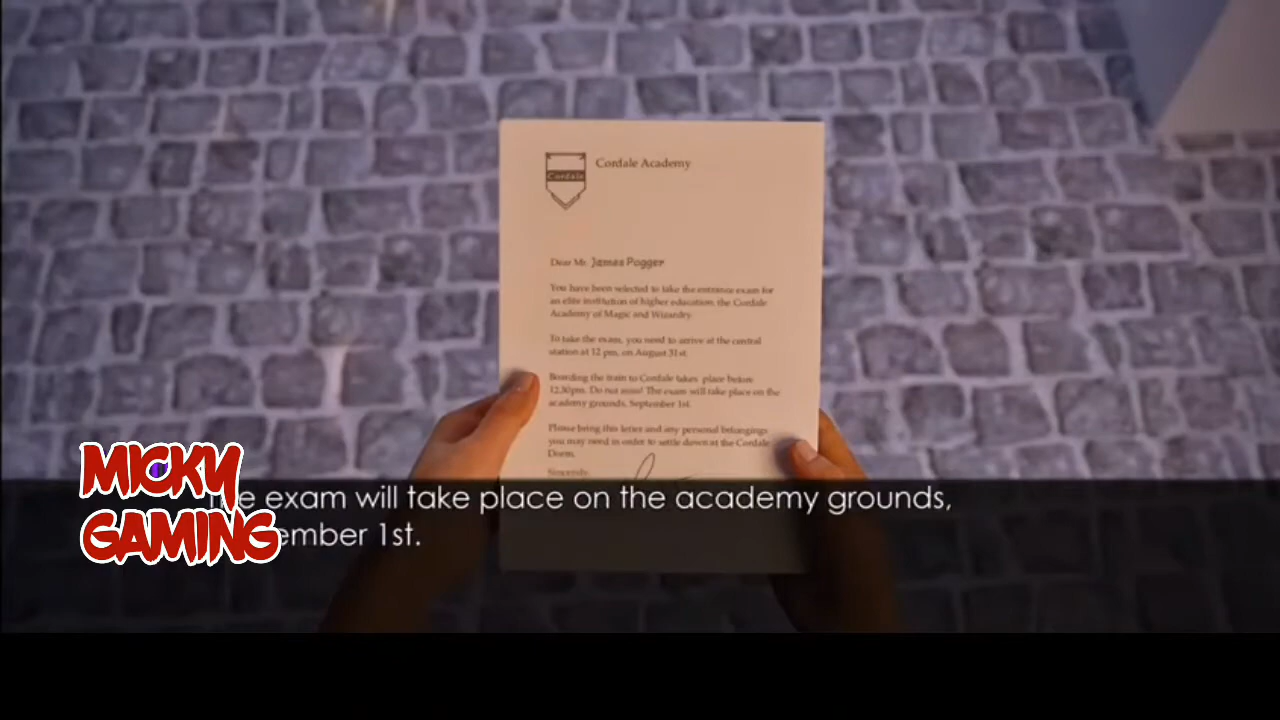 Cordale Academy
Cordale
Dear Mr. James Pogger
You have been selected to take the entrance exam for
an elite institution of higher education, the Cordale
Academy of Magic and Wizardry.
To take the exam, you need to arrive at the central
station at 12 pm, on August 31st.
Boarding the train to Cordale takes place before
12.30pm. Do not miss! The exam will take place on the
academy grounds, September 1st.
Please bring this letter and any personal belongings
you may need in order to settle down at the Cordale
Dorm.
Sincerely,
MICKY
GAMING
exam will take place on the academy grounds,
ember 1st.